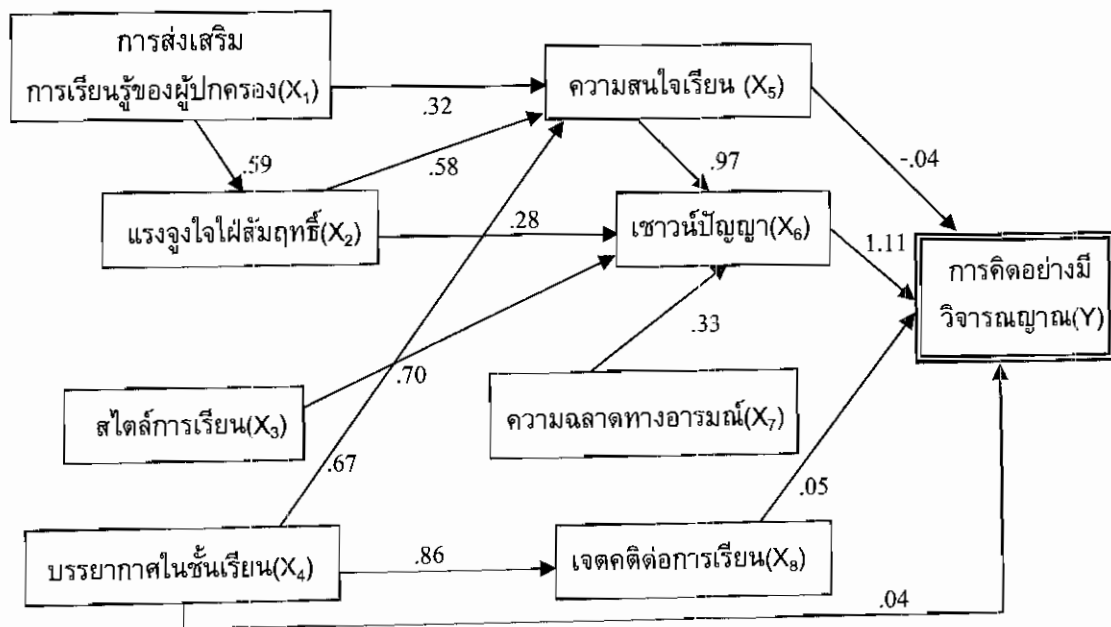 การส่งเสริม
การเรียนรู้ของผู้ปกครอง(X₁)
ความสนใจเรียน (X₅)
.32
.59
.58
.97
-.04
แรงจูงใจใฝ่สัมฤทธิ์(X₂)
.28
เชาวน์ปัญญา(X₆)
1.11
การคิดอย่างมี
วิจารณญาณ(Y)
.33
.70
สไตล์การเรียน(X₃)
ความฉลาดทางอารมณ์(X₇)
.67
.05
บรรยากาศในชั้นเรียน(X₄)
.86
เจตคติต่อการเรียน(X₈)
.04